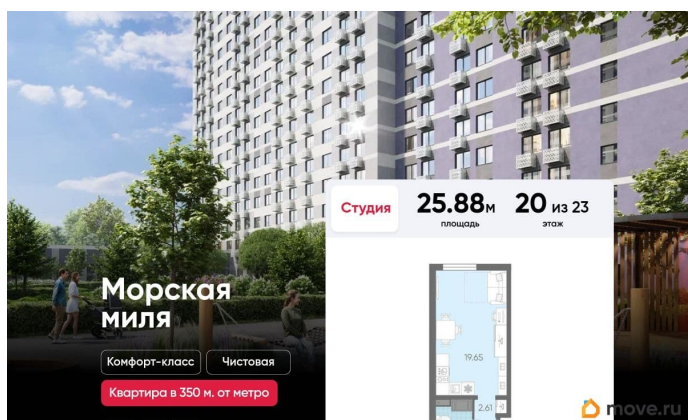 Студия
25.88м
площадь
20 из 23
этаж
Морская
миля
Комфорт-класс
Чистовая
Квартира в 350 м. от метро
19.65
2.61
move.ru